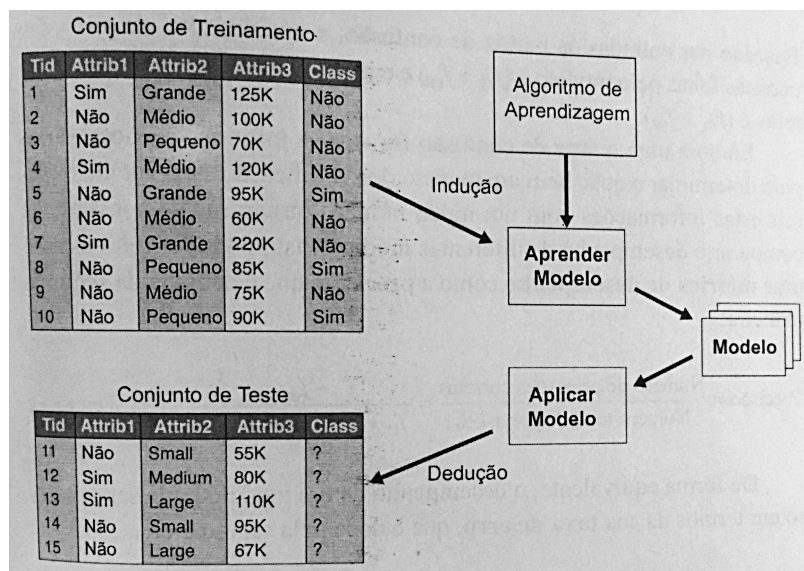 Conjunto de Treinamento
Tid Attrib1 Attrib2 Attrib3 Class
1 Sim Grande 125K Não
2 Não Médio 100K Não
3 Não Pequeno 70K Não
4 Sim Médio 120K Não
5 Não Grande 95K Sim
6 Não Médio 60K Não
7 Sim Grande 220K Não
8 Não Pequeno 85K Sim
9 Não Médio 75K Não
10 Não Pequeno 90K Sim
Algoritmo de
Aprendizagem
Indução
Aprender
Modelo
Modelo
Aplicar
Modelo
Dedução
Conjunto de Teste
Tid Attrib1 Attrib2 Attrib3 Class
11 Não Small 55K ?
12 Sim Medium 80K ?
13 Sim Large 110K ?
14 Não Small 95K ?
15 Não Large 67K ?